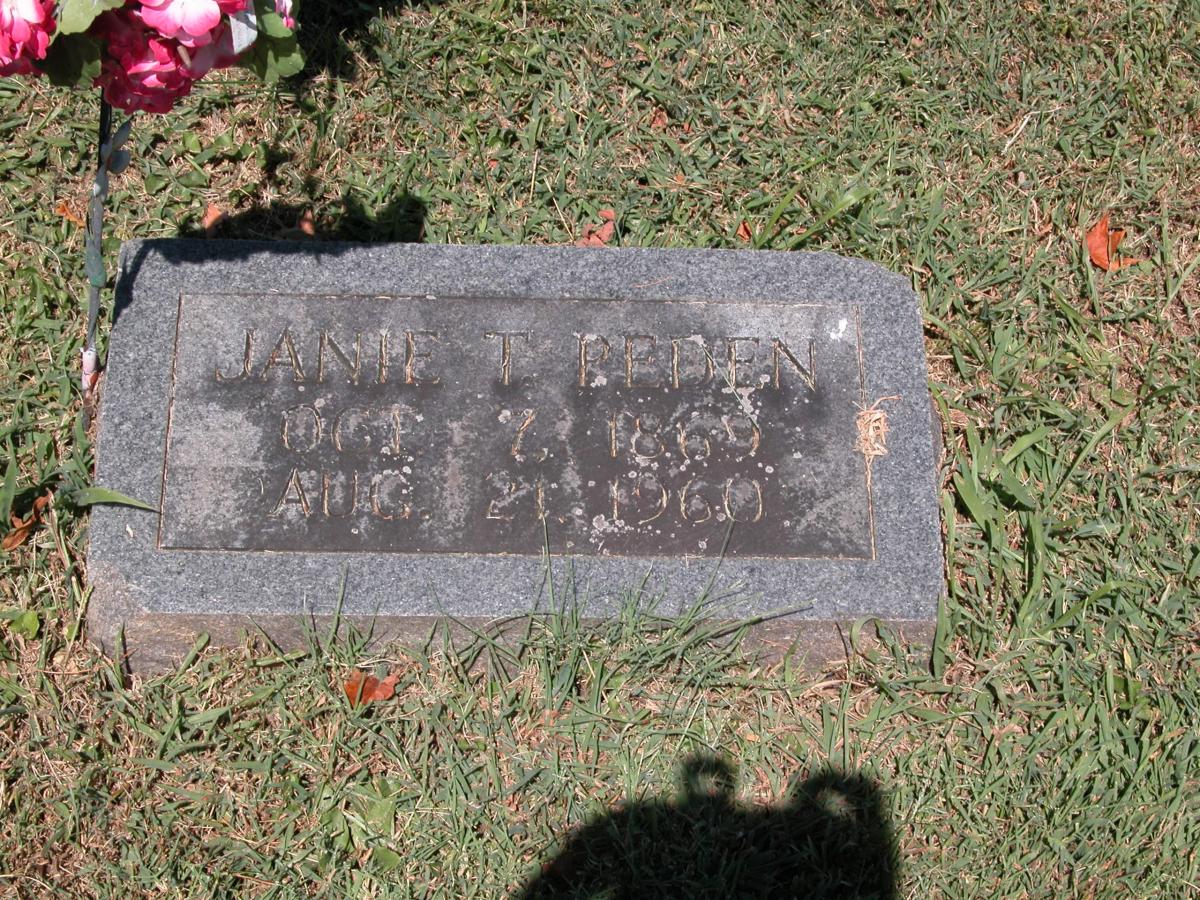 JANIE T. PEDEN
OCT. 7, 1869
AUG. 21, 1960